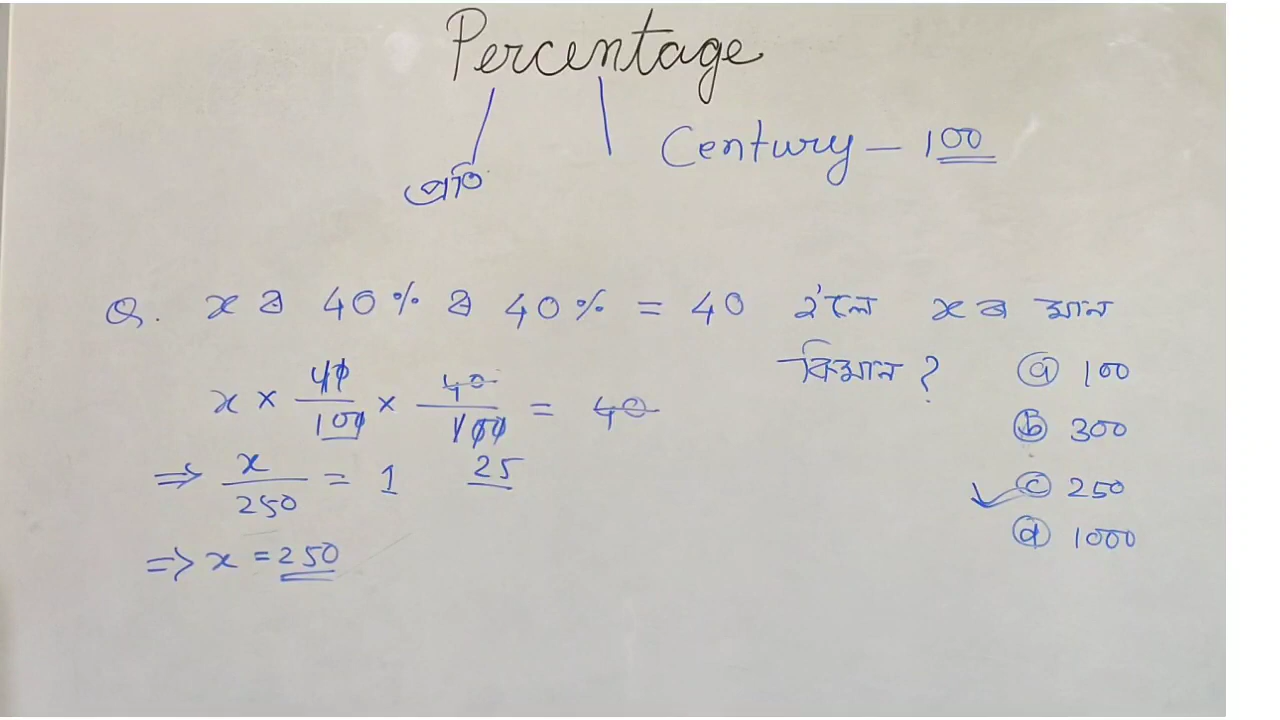 Percentage
Century – 100
প্ৰতি
Q. x ৰ 40% ৰ 40% = 40 হ'লে x ৰ মান
কিমান ? ⓐ 100
x × 40/100 × 40/100 = 40
ⓑ 300
⇒ x/250 = 1 25
ⓒ 250
ⓓ 1000
⇒ x = 250